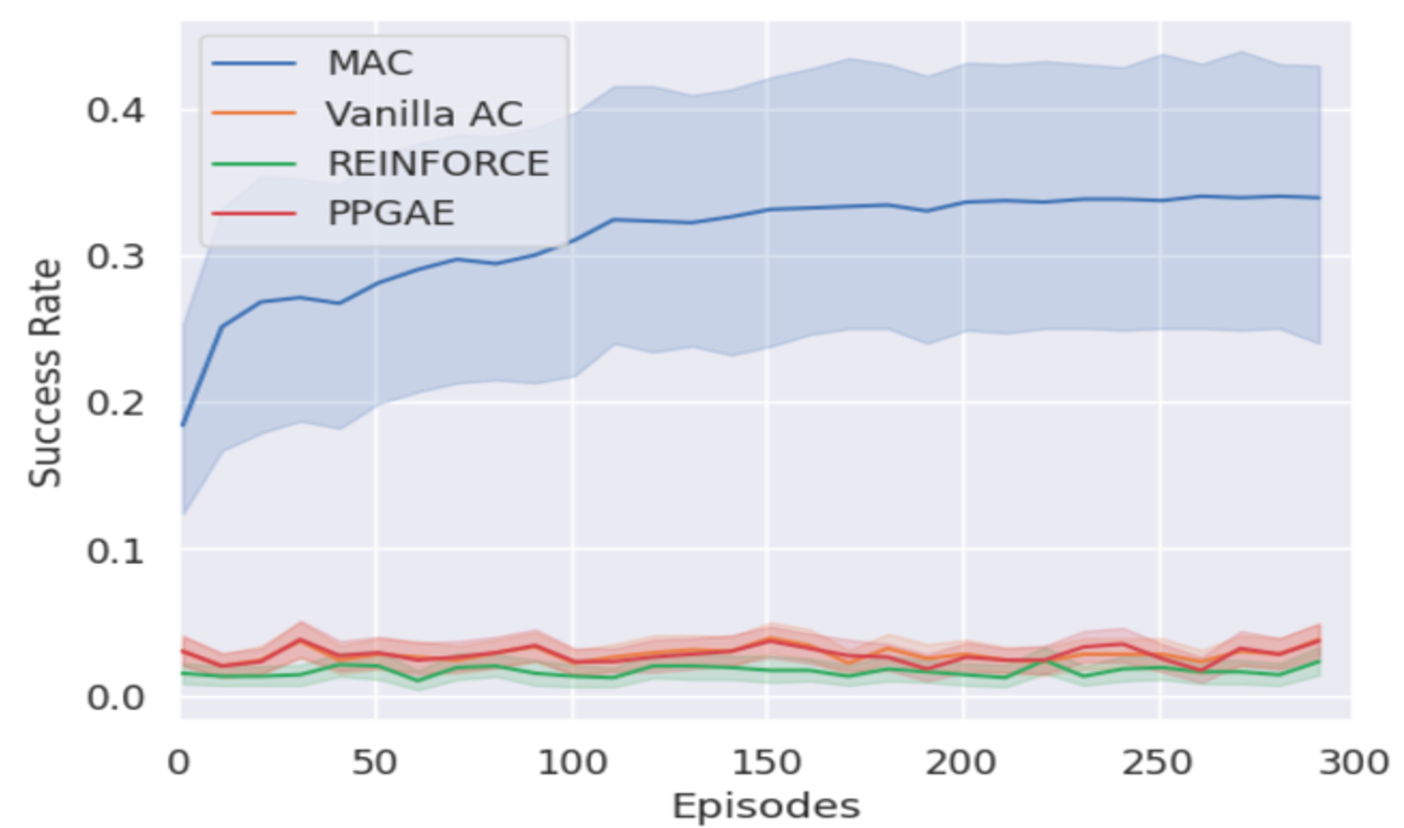 MAC
Vanilla AC
REINFORCE
PPGAE
0.4
0.3
0.2
0.1
0.0
Success Rate
0 50 100 150 200 250 300
Episodes